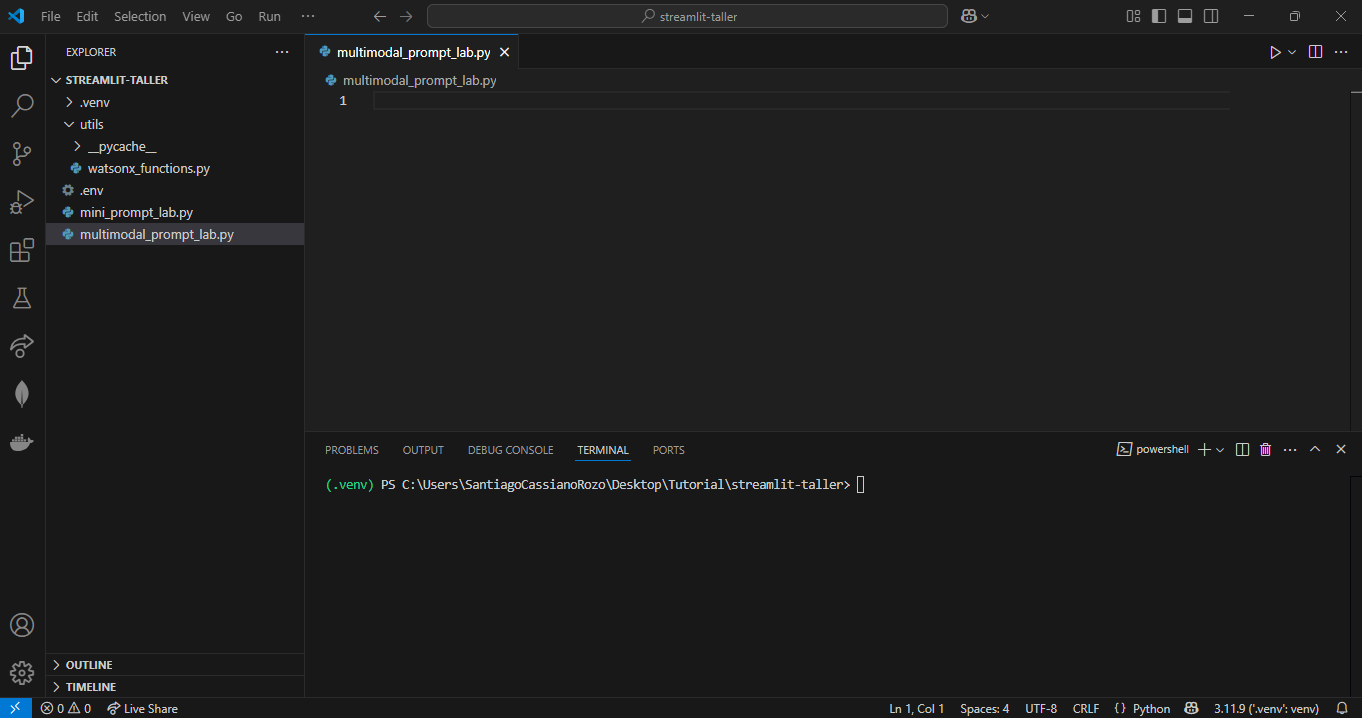 File Edit Selection View Go Run ··· streamlit-taller
EXPLORER ···
STREAMLIT-TALLER
.venv
utils
__pycache__
watsonx_functions.py
.env
mini_prompt_lab.py
multimodal_prompt_lab.py
OUTLINE
TIMELINE
multimodal_prompt_lab.py
multimodal_prompt_lab.py
1
PROBLEMS OUTPUT DEBUG CONSOLE TERMINAL PORTS powershell
(.venv) PS C:\Users\SantiagoCassianoRozo\Desktop\Tutorial\streamlit-taller>
0 0 Live Share Ln 1, Col 1 Spaces: 4 UTF-8 CRLF {} Python 3.11.9 ('.venv': venv)